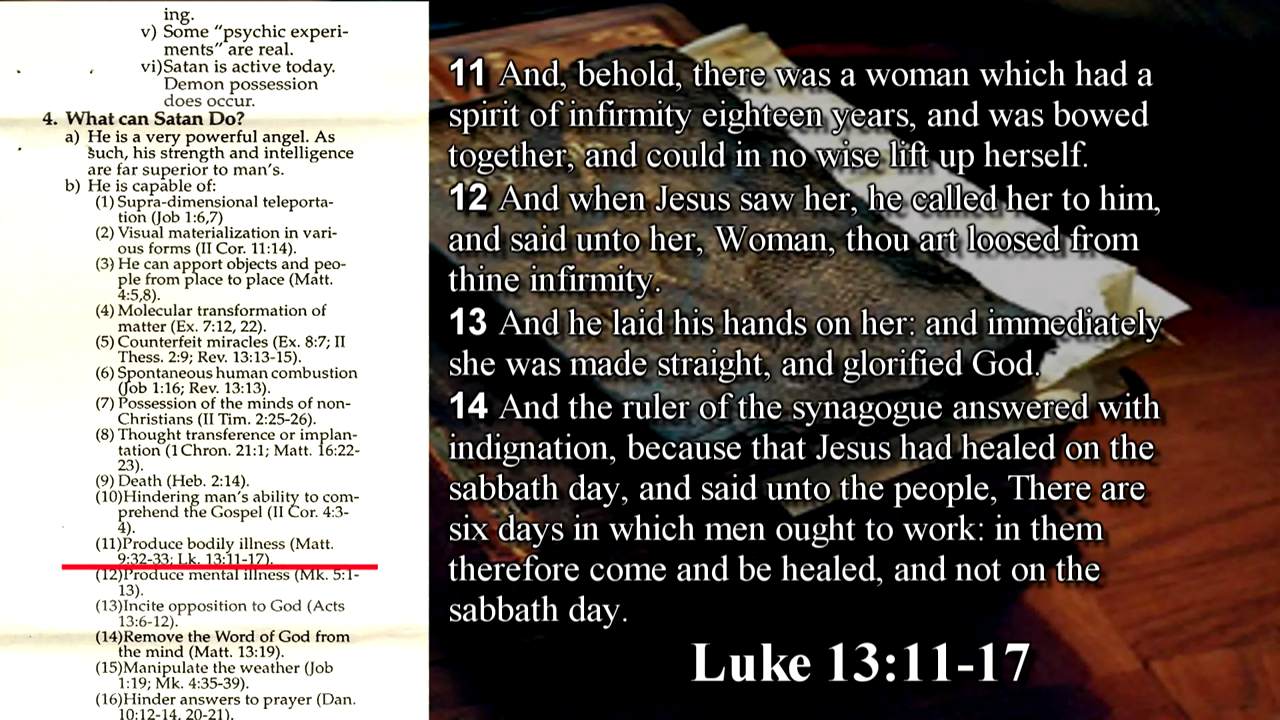 ing.
v) Some “psychic experi-
ments” are real.
vi)Satan is active today.
Demon possession
does occur.
4. What can Satan Do?
a) He is a very powerful angel. As
such, his strength and intelligence
are far superior to man’s.
b) He is capable of:
(1) Supra-dimensional teleporta-
tion (Job 1:6,7)
(2) Visual materialization in vari-
ous forms (II Cor. 11:14).
(3) He can apport objects and peo-
ple from place to place (Matt.
4:5,8).
(4) Molecular transformation of
matter (Ex. 7:12, 22).
(5) Counterfeit miracles (Ex. 8:7; II
Thess. 2:9; Rev. 13:13-15).
(6) Spontaneous human combustion
(Job 1:16; Rev. 13:13).
(7) Possession of the minds of non-
Christians (II Tim. 2:25-26).
(8) Thought transference or implan-
tation (1 Chron. 21:1; Matt. 16:22-
23).
(9) Death (Heb. 2:14).
(10)Hindering man’s ability to com-
prehend the Gospel (II Cor. 4:3-
4).
(11)Produce bodily illness (Matt.
9:32-33; Lk. 13:11-17).
(12)Produce mental illness (Mk. 5:1-
13).
(13)Incite opposition to God (Acts
13:6-12).
(14)Remove the Word of God from
the mind (Matt. 13:19).
(15)Manipulate the weather (Job
1:19; Mk. 4:35-39).
(16)Hinder answers to prayer (Dan.
10:12-14, 20-21).
11 And, behold, there was a woman which had a
spirit of infirmity eighteen years, and was bowed
together, and could in no wise lift up herself.
12 And when Jesus saw her, he called her to him,
and said unto her, Woman, thou art loosed from
thine infirmity.
13 And he laid his hands on her: and immediately
she was made straight, and glorified God.
14 And the ruler of the synagogue answered with
indignation, because that Jesus had healed on the
sabbath day, and said unto the people, There are
six days in which men ought to work: in them
therefore come and be healed, and not on the
sabbath day.
Luke 13:11-17